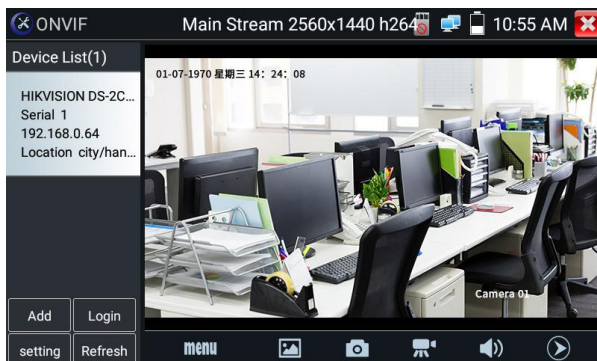 ONVIF
Main Stream 2560x1440 h264
10:55 AM
Device List(1)
HIKVISION DS-2C...
Serial 1
192.168.0.64
Location city/han...
01-07-1970 星期三 14：24：08
Camera 01
Add
Login
setting
Refresh
menu